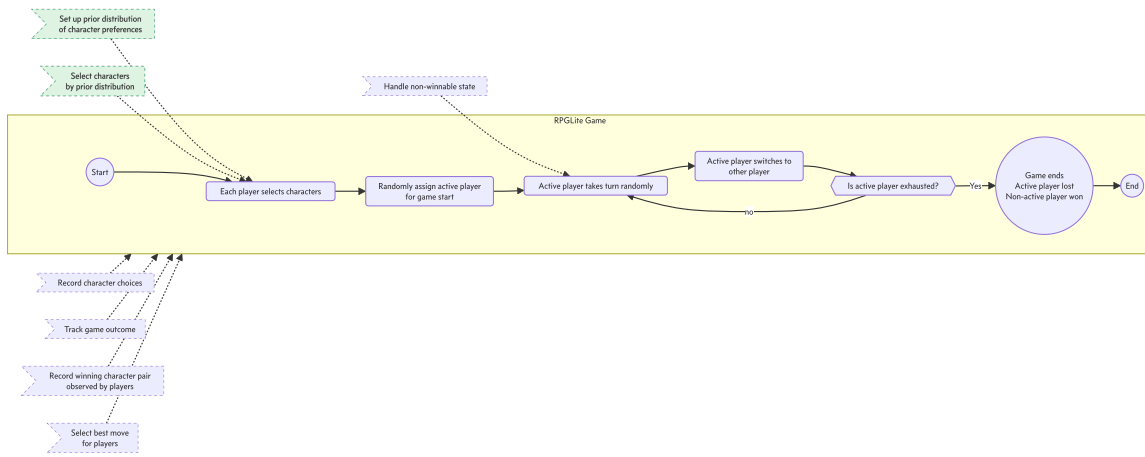 Set up prior distribution
of character preferences
Select characters
by prior distribution
Handle non-winnable state
RPGLite Game
Start
Each player selects characters
Randomly assign active player
for game start
Active player takes turn randomly
Active player switches to
other player
Is active player exhausted?
no
Yes
Game ends
Active player lost
Non-active player won
End
Record character choices
Track game outcome
Record winning character pair
observed by players
Select best move
for players